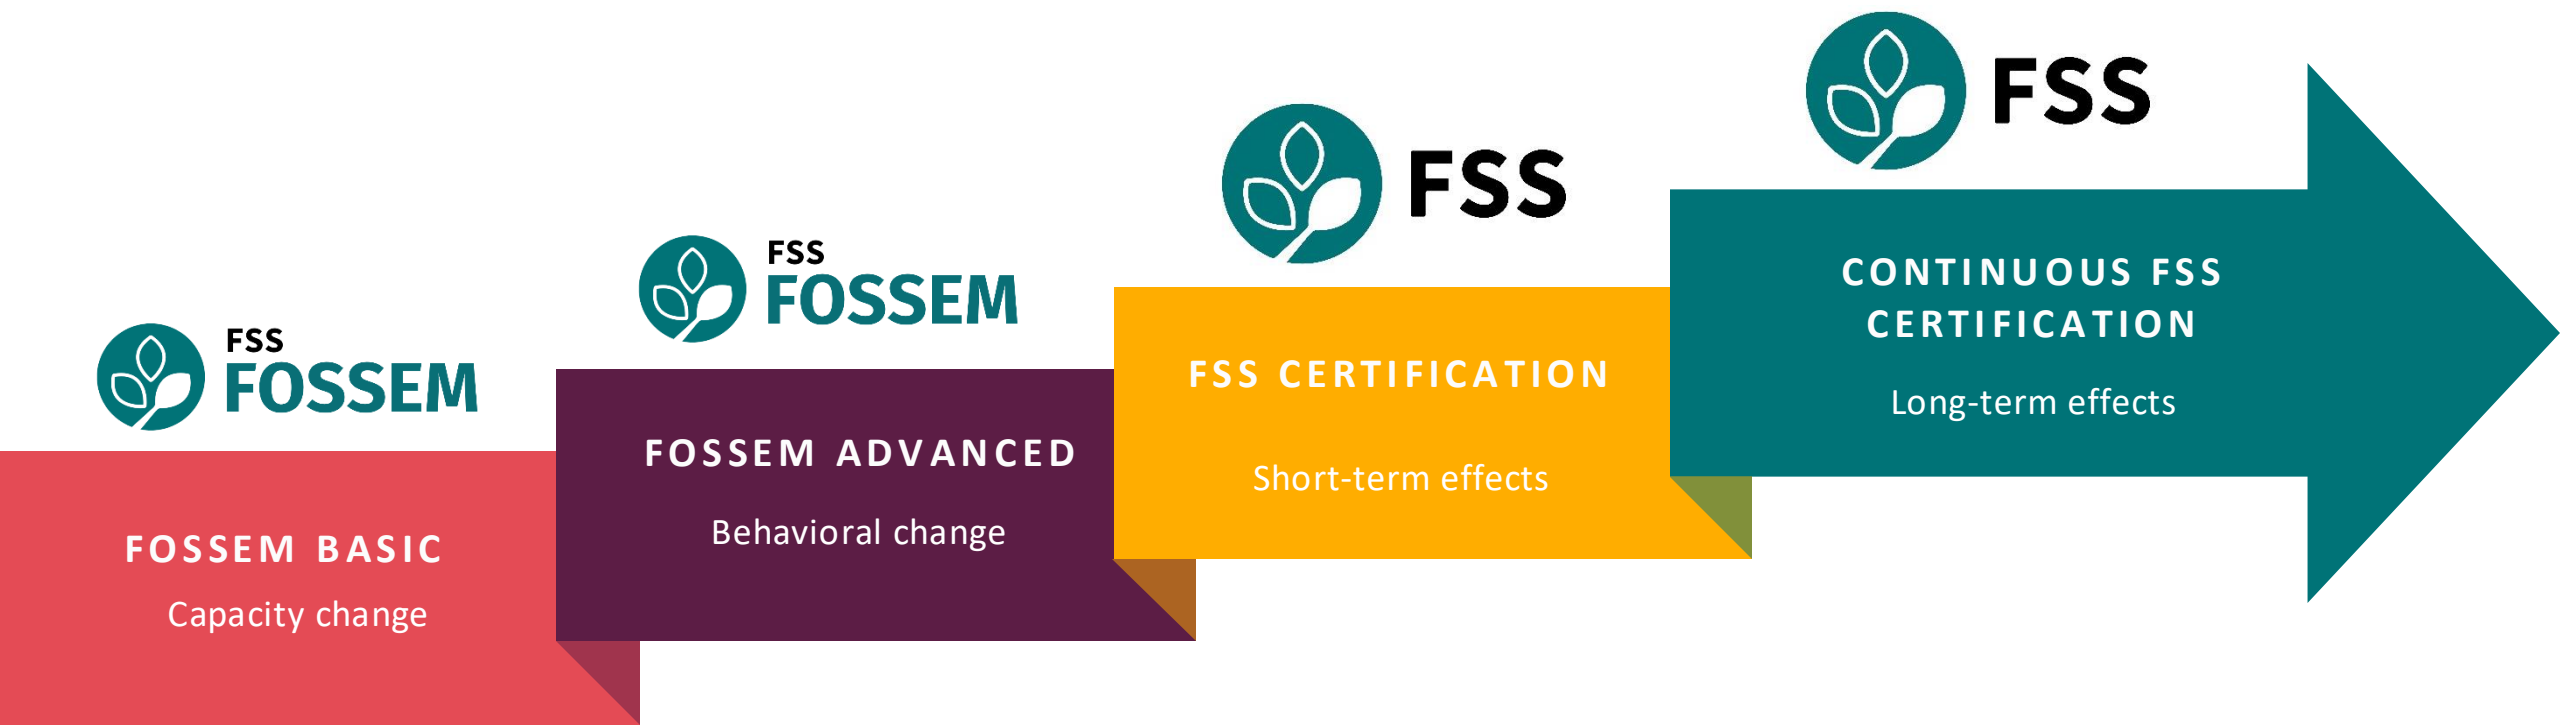 FSS
FOSSEM
FOSSEM BASIC
Capacity change
FSS
FOSSEM
FOSSEM ADVANCED
Behavioral change
FSS
FSS CERTIFICATION
Short-term effects
FSS
CONTINUOUS FSS
CERTIFICATION
Long-term effects